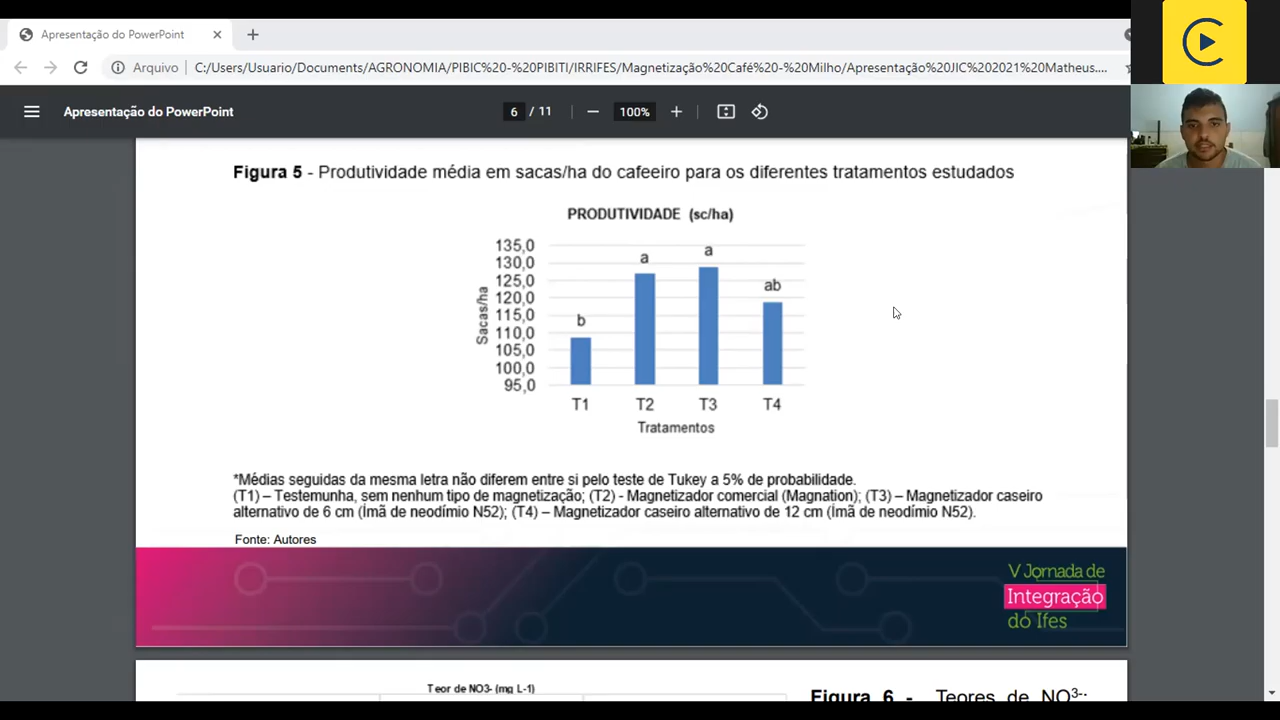 Apresentação do PowerPoint
Arquivo
C:/Users/Usuario/Documents/AGRONOMIA/PIBIC%20-%20PIBITI/IRRIFES/Magnetização%20Café%20-%20Milho/Apresentação%20JIC%202021%20Matheus....
Apresentação do PowerPoint
6 / 11
100%
Figura 5 - Produtividade média em sacas/ha do cafeeiro para os diferentes tratamentos estudados
PRODUTIVIDADE (sc/ha)
135,0
130,0
125,0
120,0
115,0
110,0
105,0
100,0
95,0
Sacas/ha
b
a
a
ab
T1 T2 T3 T4
Tratamentos
*Médias seguidas da mesma letra não diferem entre si pelo teste de Tukey a 5% de probabilidade.
(T1) – Testemunha, sem nenhum tipo de magnetização; (T2) - Magnetizador comercial (Magnation); (T3) – Magnetizador caseiro
alternativo de 6 cm (Ímã de neodímio N52); (T4) – Magnetizador caseiro alternativo de 12 cm (Ímã de neodímio N52).
Fonte: Autores
V Jornada de
Integração
do Ifes
Teor de NO3- (mg L-1)
Figura 6 - Teores de NO³⁻;